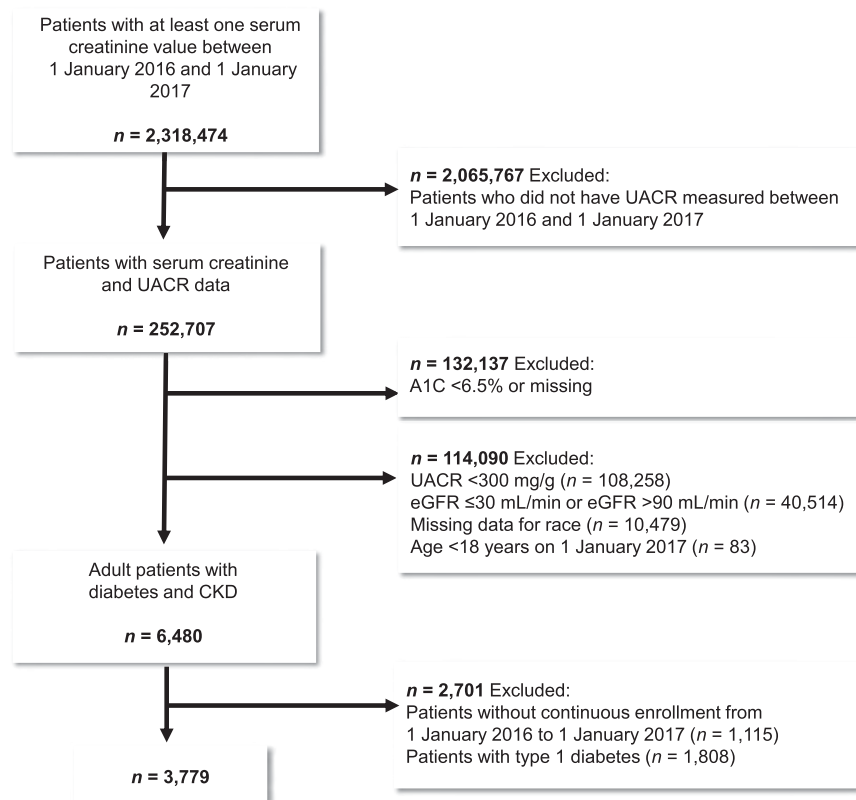 Patients with at least one serum
creatinine value between
1 January 2016 and 1 January
2017
n = 2,318,474
n = 2,065,767 Excluded:
Patients who did not have UACR measured between
1 January 2016 and 1 January 2017
Patients with serum creatinine
and UACR data
n = 252,707
n = 132,137 Excluded:
A1C <6.5% or missing
n = 114,090 Excluded:
UACR <300 mg/g (n = 108,258)
eGFR ≤30 mL/min or eGFR >90 mL/min (n = 40,514)
Missing data for race (n = 10,479)
Age <18 years on 1 January 2017 (n = 83)
Adult patients with
diabetes and CKD
n = 6,480
n = 2,701 Excluded:
Patients without continuous enrollment from
1 January 2016 to 1 January 2017 (n = 1,115)
Patients with type 1 diabetes (n = 1,808)
n = 3,779